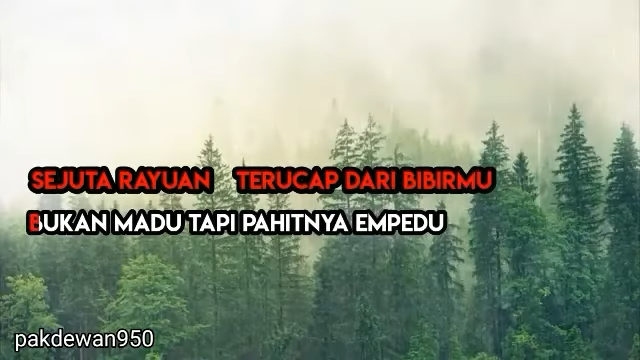 SEJUTA RAYUAN TERUCAP DARI BIBIRMU
BUKAN MADU TAPI PAHITNYA EMPEDU
pakdewan950